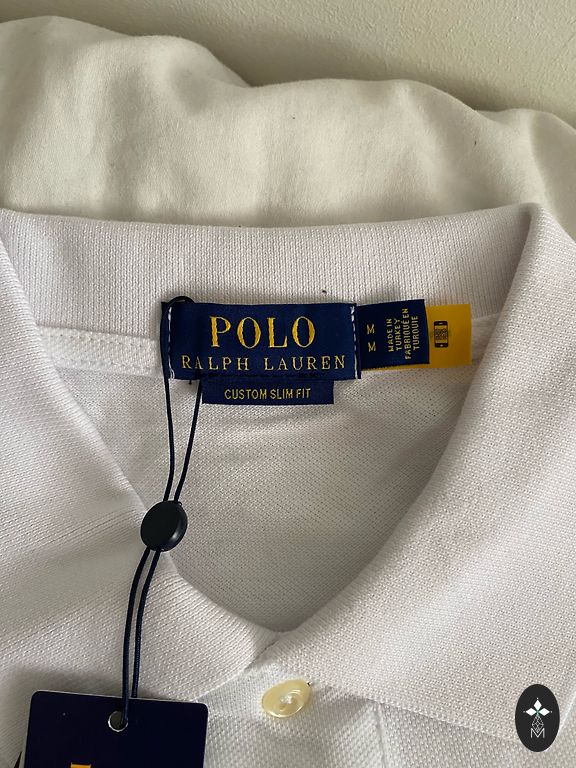 POLO
RALPH LAUREN
CUSTOM SLIM FIT
M
M
MADE IN
TURKEY
FABRIQUÉ EN
TURQUIE